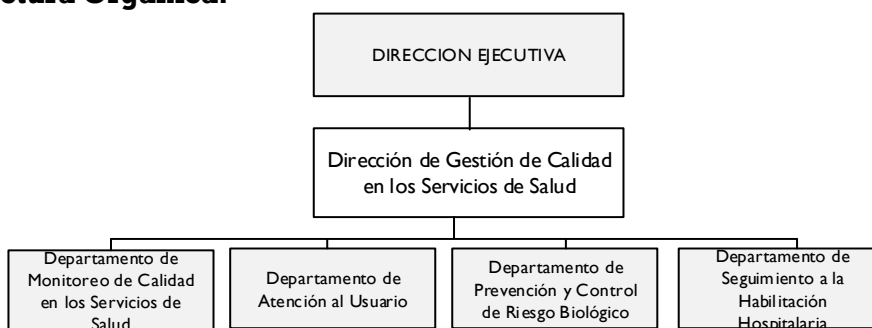 DIRECCION EJECUTIVA
Dirección de Gestión de Calidad
en los Servicios de Salud
Departamento de
Monitoreo de Calidad
en los Servicios de
Salud
Departamento de
Atención al Usuario
Departamento de
Prevención y Control
de Riesgo Biológico
Departamento de
Seguimiento a la
Habilitación
Hospitalaria